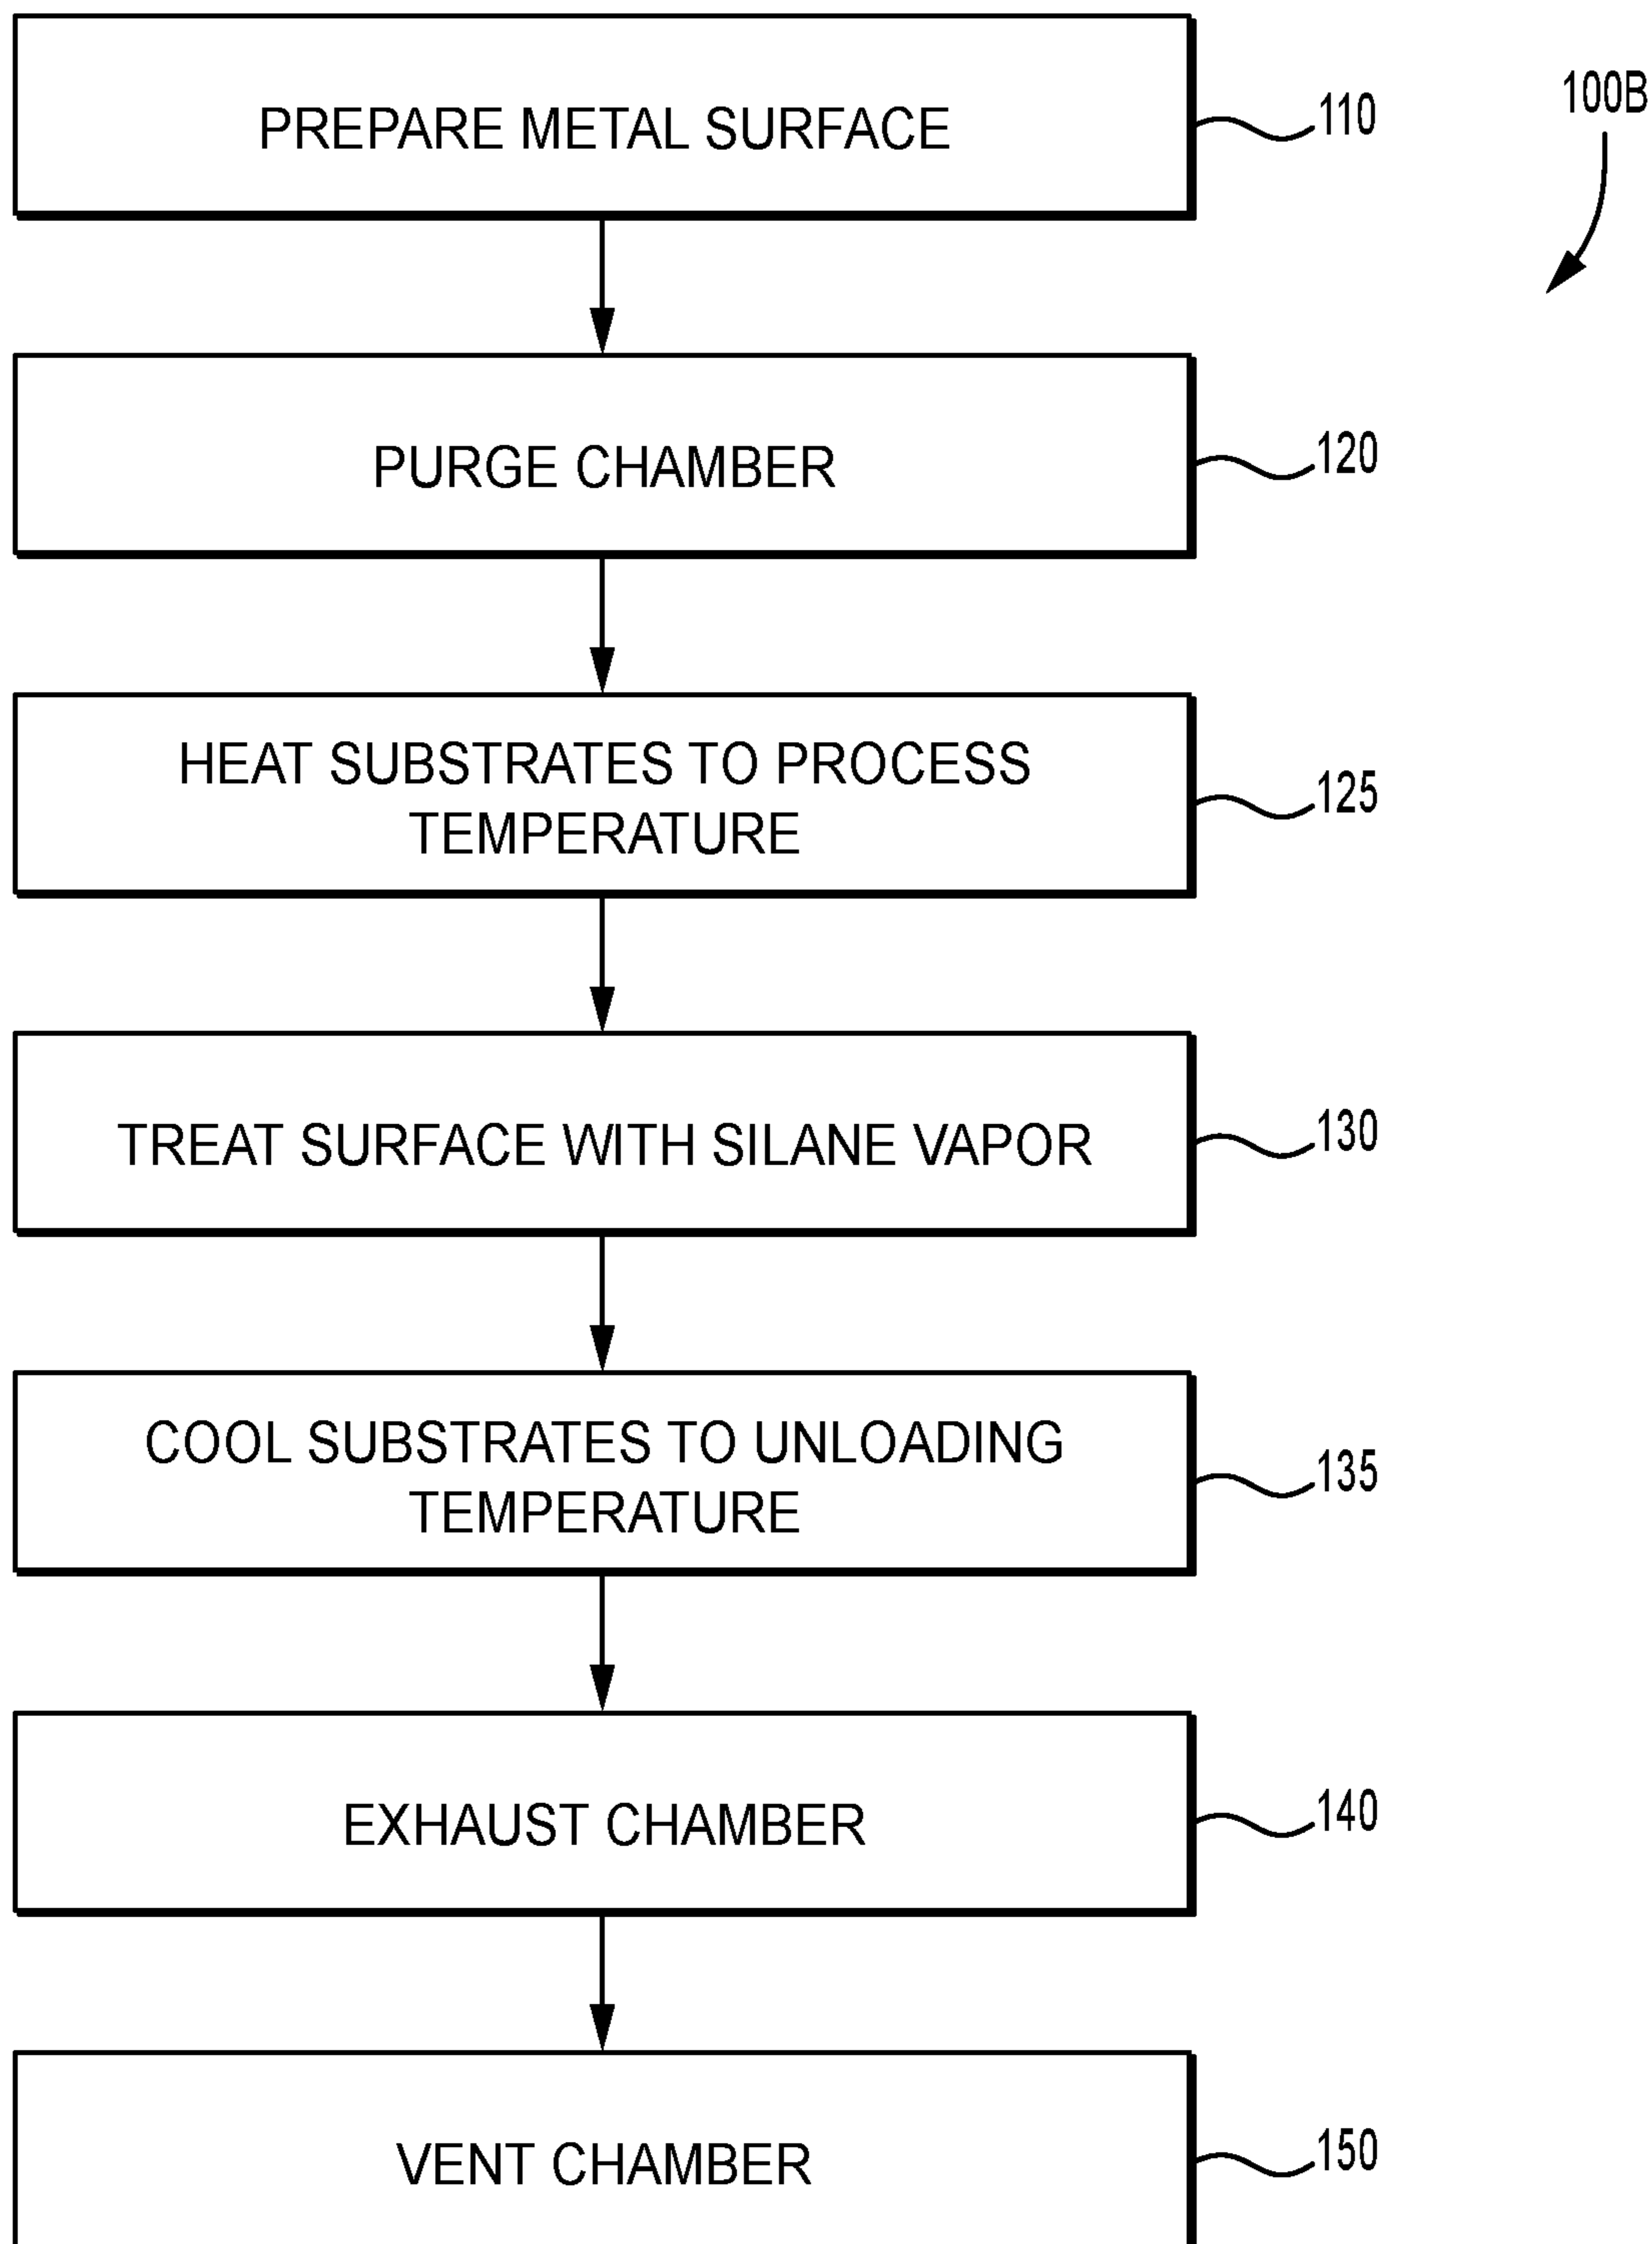 PREPARE METAL SURFACE
110
100B
PURGE CHAMBER
120
HEAT SUBSTRATES TO PROCESS
TEMPERATURE
125
TREAT SURFACE WITH SILANE VAPOR
130
COOL SUBSTRATES TO UNLOADING
TEMPERATURE
135
EXHAUST CHAMBER
140
VENT CHAMBER
150